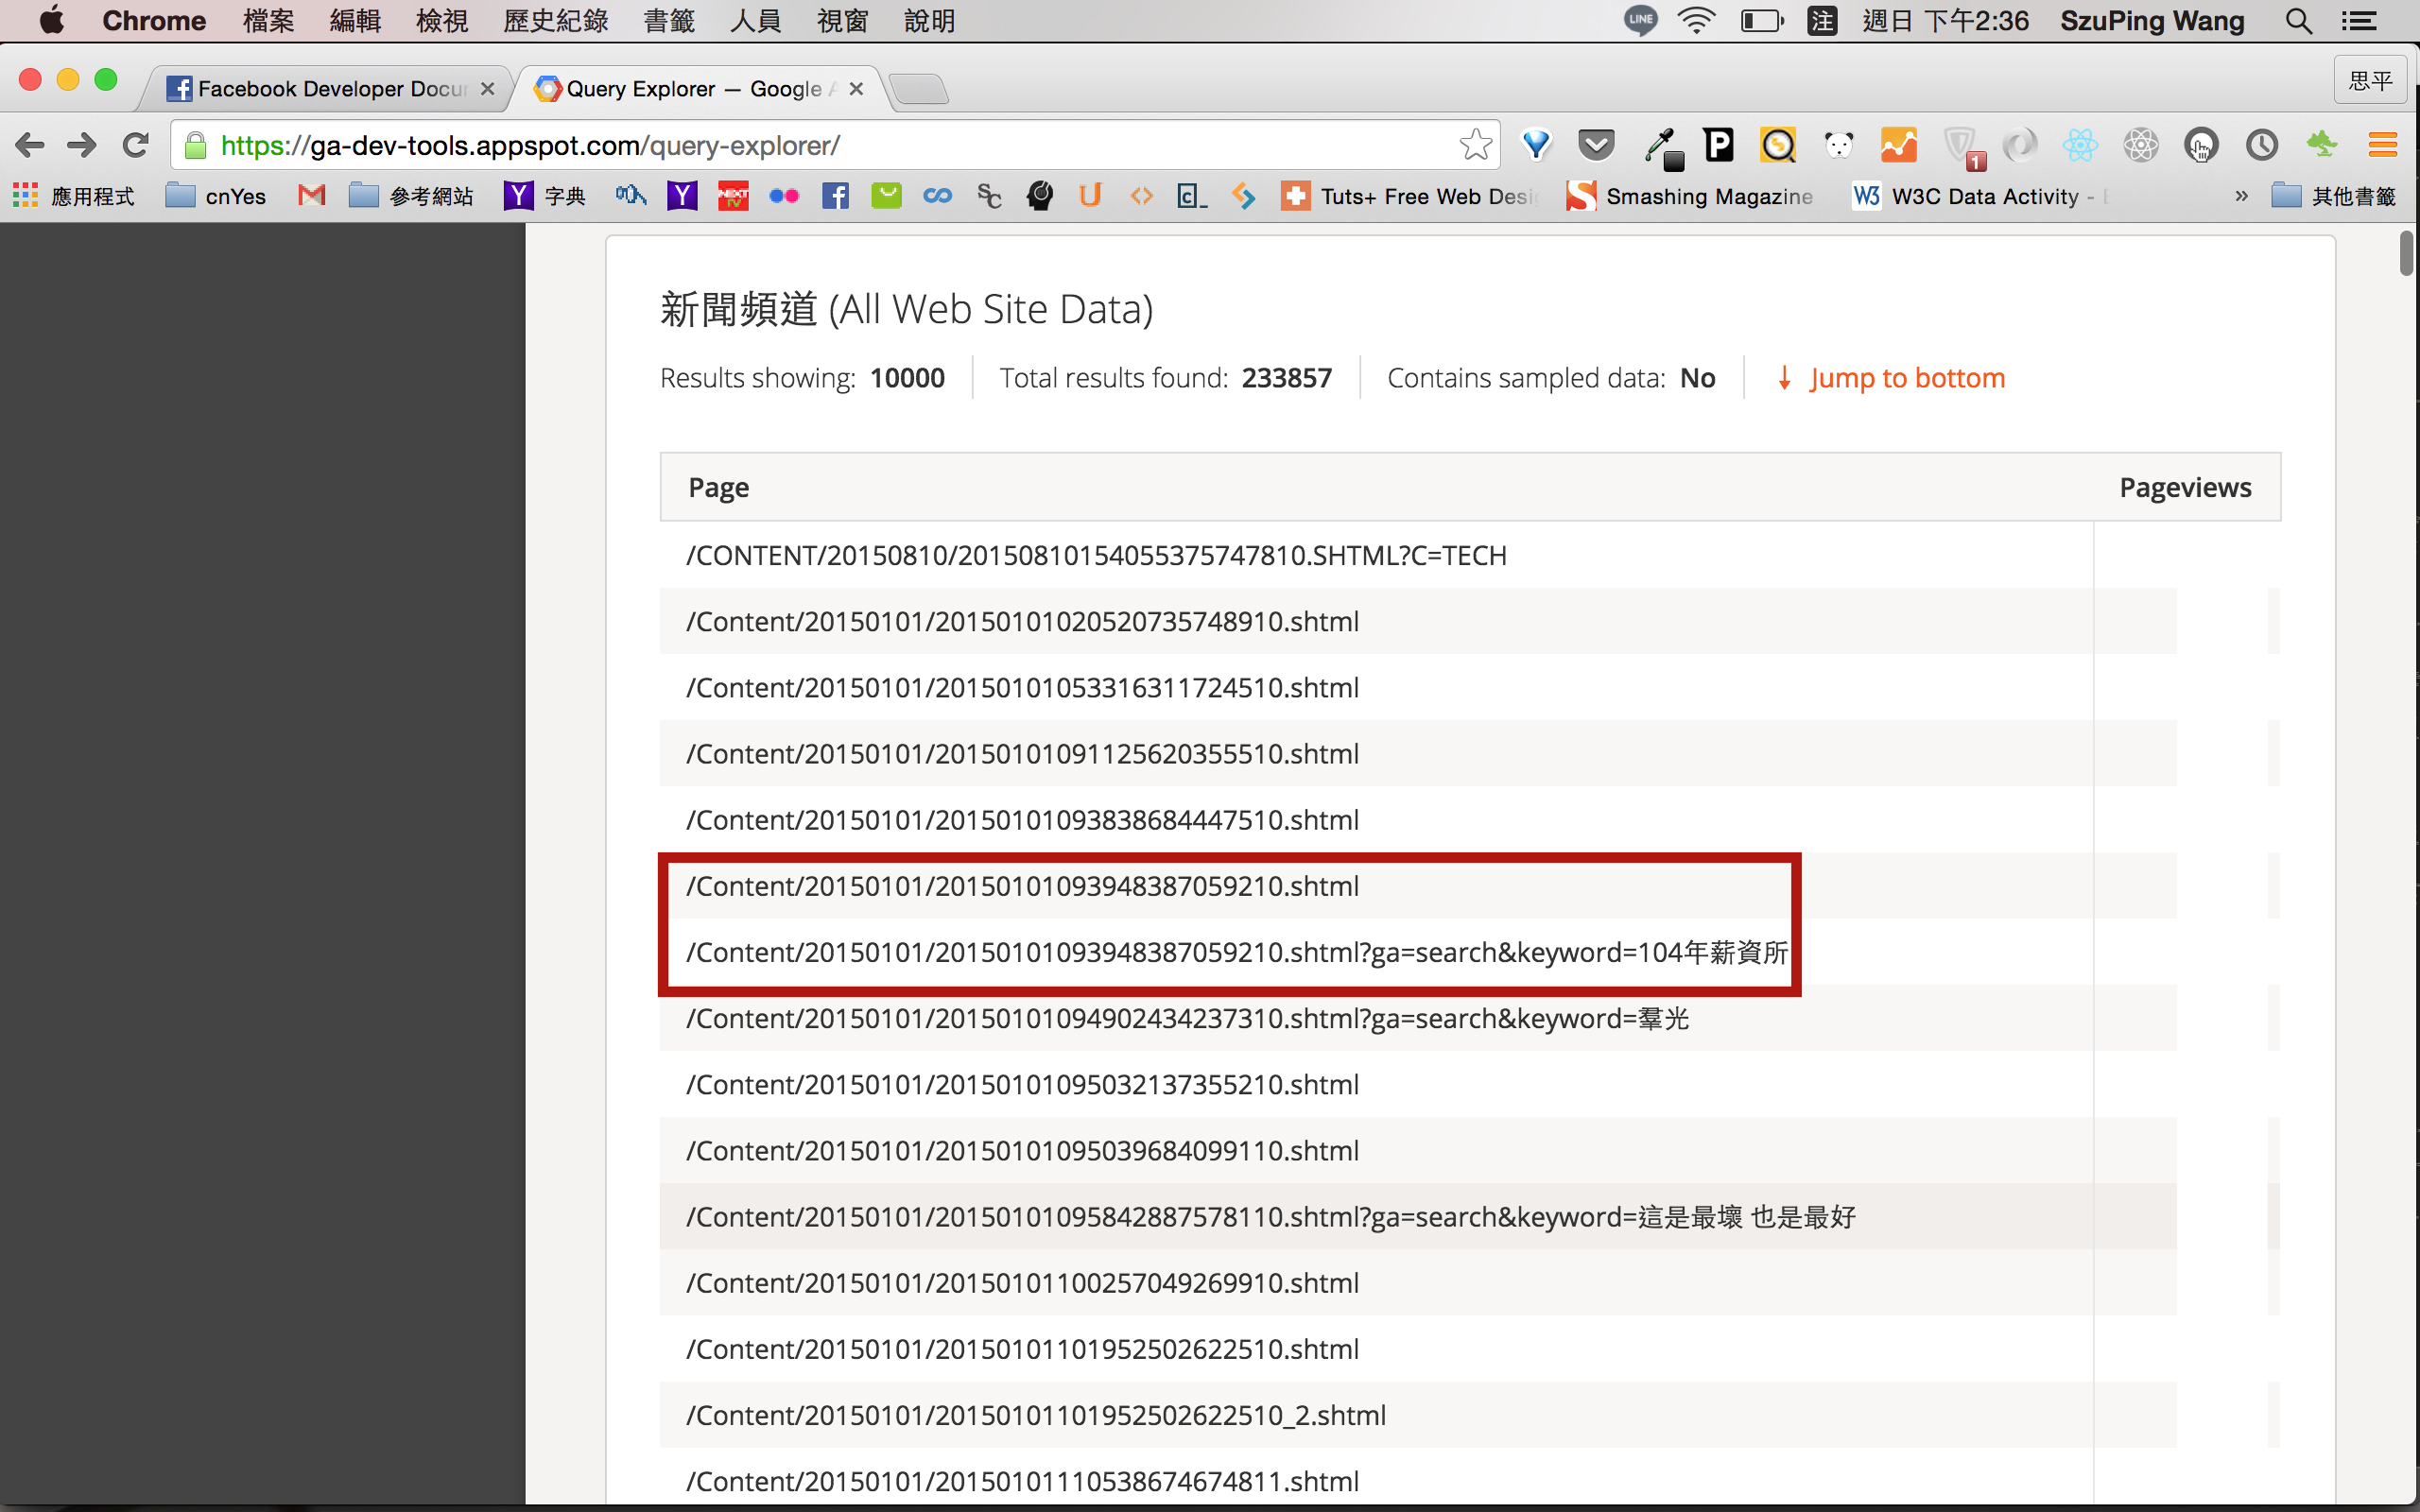 Chrome 檔案 編輯 檢視 歷史紀錄 書籤 人員 視窗 說明 LINE 注 週日 下午2:36 SzuPing Wang
Facebook Developer Docu Query Explorer — Google A 思平
https://ga-dev-tools.appspot.com/query-explorer/ P 1
應用程式 cnYes 參考網站 字典 Tuts+ Free Web Desi Smashing Magazine W3 W3C Data Activity - » 其他書籤
新聞頻道 (All Web Site Data)
Results showing: 10000 Total results found: 233857 Contains sampled data: No ↓ Jump to bottom
Page Pageviews
/CONTENT/20150810/20150810154055375747810.SHTML?C=TECH
/Content/20150101/20150101020520735748910.shtml
/Content/20150101/20150101053316311724510.shtml
/Content/20150101/20150101091125620355510.shtml
/Content/20150101/20150101093838684447510.shtml
/Content/20150101/20150101093948387059210.shtml
/Content/20150101/20150101093948387059210.shtml?ga=search&keyword=104年薪資所
/Content/20150101/20150101094902434237310.shtml?ga=search&keyword=羣光
/Content/20150101/20150101095032137355210.shtml
/Content/20150101/20150101095039684099110.shtml
/Content/20150101/20150101095842887578110.shtml?ga=search&keyword=這是最壞 也是最好
/Content/20150101/20150101100257049269910.shtml
/Content/20150101/20150101101952502622510.shtml
/Content/20150101/20150101101952502622510_2.shtml
/Content/20150101/20150101110538674674811.shtml